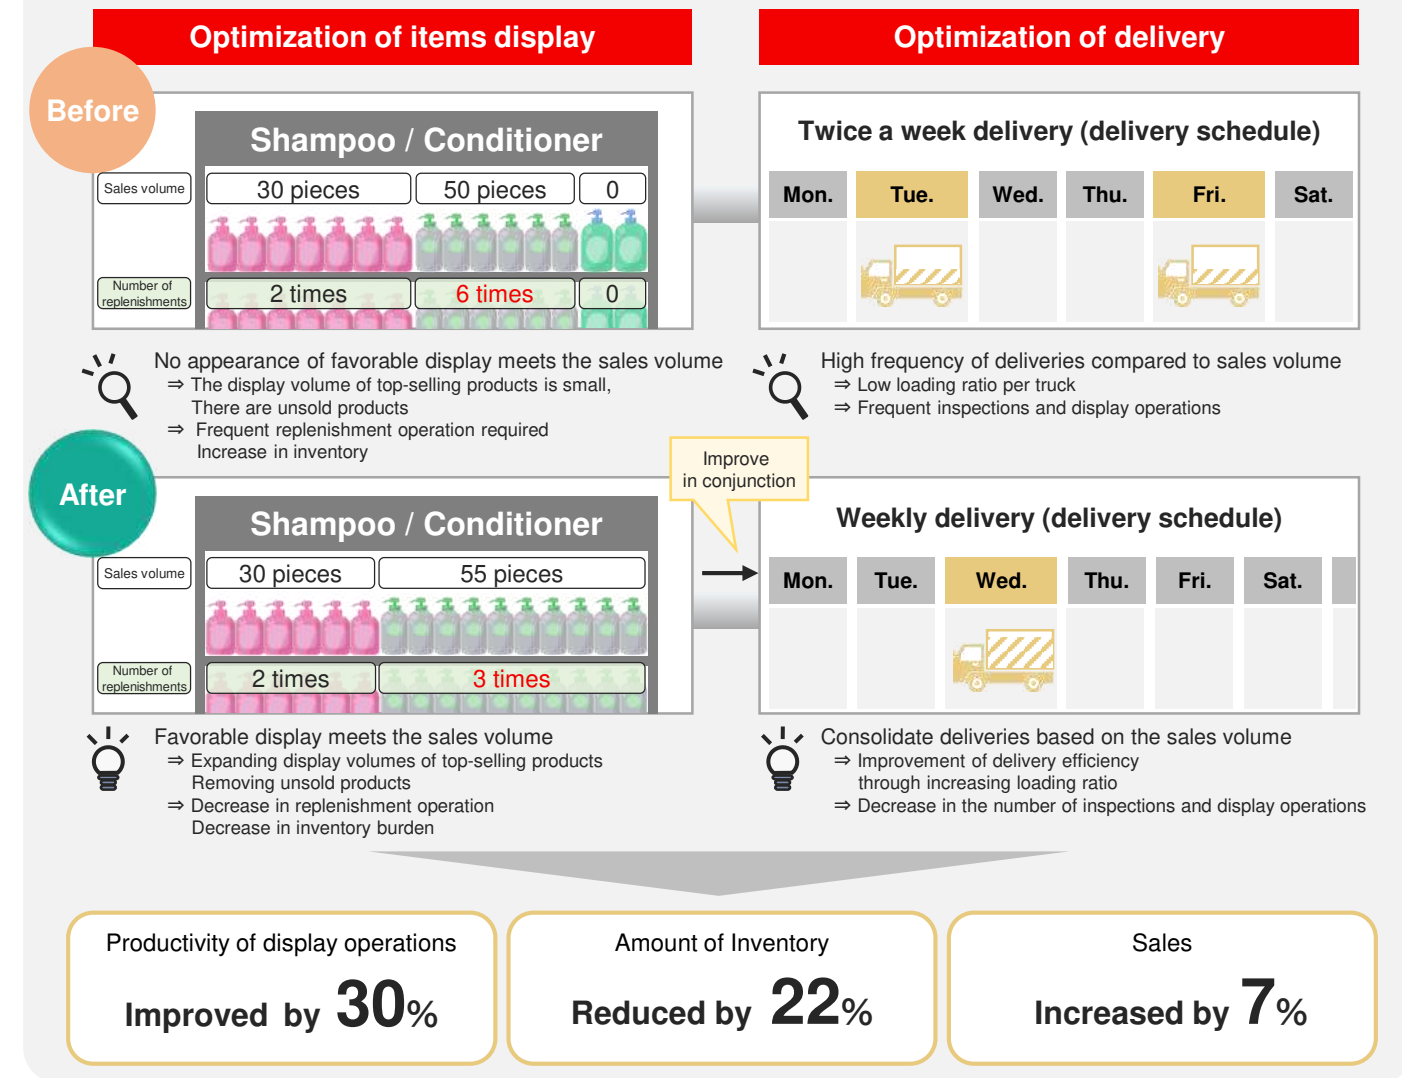 Optimization of items display
Optimization of delivery
Before
Shampoo / Conditioner
Sales volume
30 pieces
50 pieces
0
Number of
replenishments
2 times
6 times
0
Twice a week delivery (delivery schedule)
Mon.
Tue.
Wed.
Thu.
Fri.
Sat.
No appearance of favorable display meets the sales volume
⇒ The display volume of top-selling products is small,
There are unsold products
⇒ Frequent replenishment operation required
Increase in inventory
High frequency of deliveries compared to sales volume
⇒ Low loading ratio per truck
⇒ Frequent inspections and display operations
After
Shampoo / Conditioner
Sales volume
30 pieces
55 pieces
Number of
replenishments
2 times
3 times
Improve
in conjunction
Weekly delivery (delivery schedule)
Mon.
Tue.
Wed.
Thu.
Fri.
Sat.
Favorable display meets the sales volume
⇒ Expanding display volumes of top-selling products
Removing unsold products
⇒ Decrease in replenishment operation
Decrease in inventory burden
Consolidate deliveries based on the sales volume
⇒ Improvement of delivery efficiency
through increasing loading ratio
⇒ Decrease in the number of inspections and display operations
Productivity of display operations
Improved by 30%
Amount of Inventory
Reduced by 22%
Sales
Increased by 7%